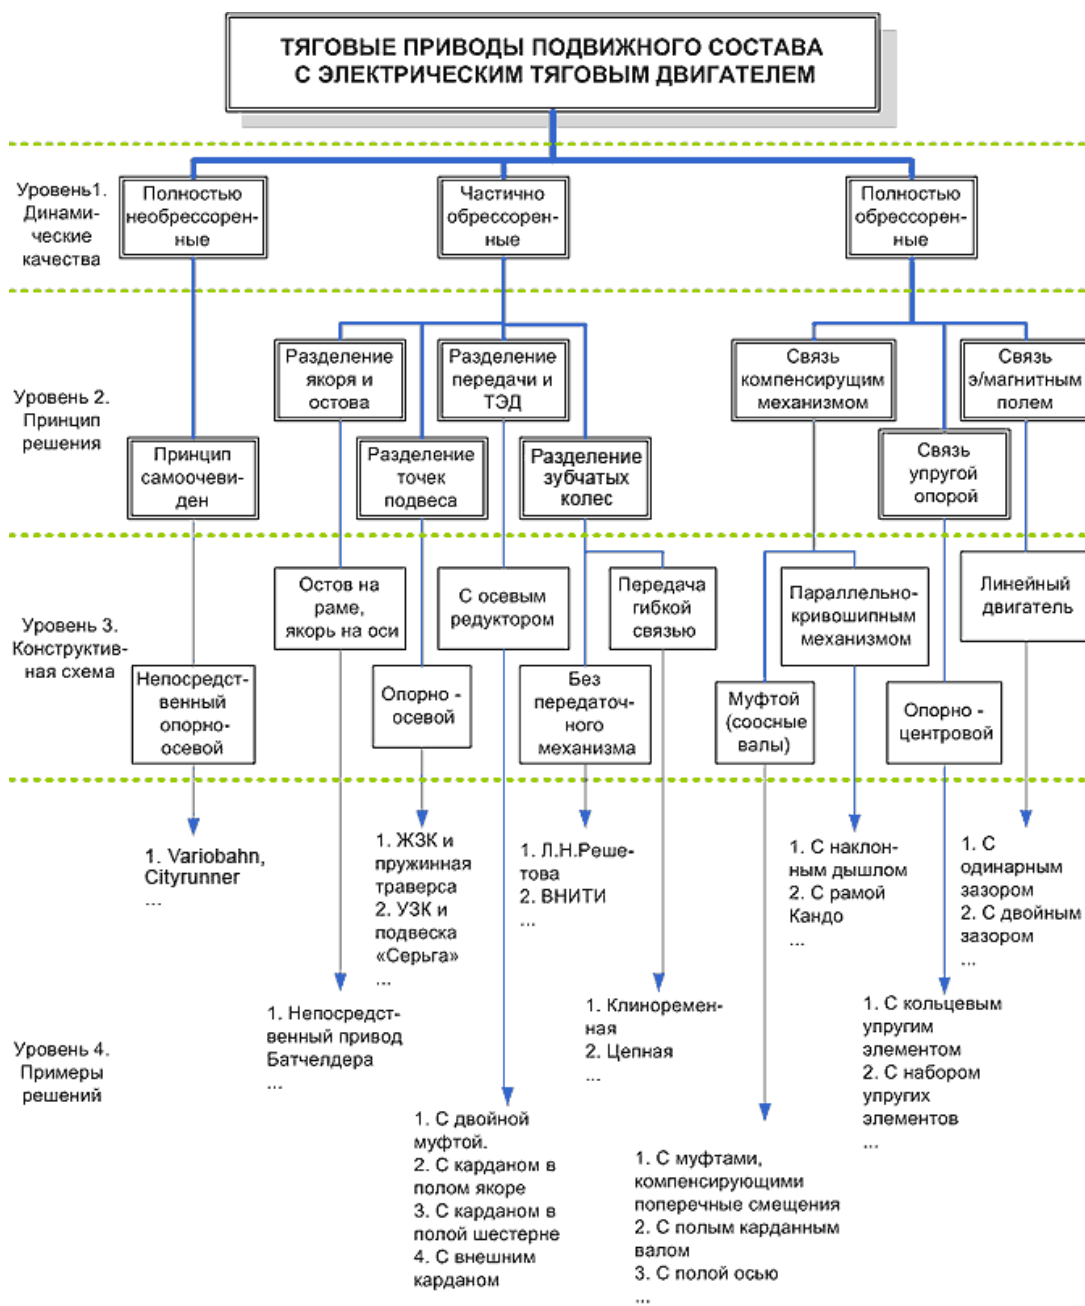 ТЯГОВЫЕ ПРИВОДЫ ПОДВИЖНОГО СОСТАВА
С ЭЛЕКТРИЧЕСКИМ ТЯГОВЫМ ДВИГАТЕЛЕМ
Уровень1.
Динами-
ческие
качества
Полностью
необрессорен-
ные
Частично
обрессорен-
ные
Полностью
обрессорен-
ные
Уровень 2.
Принцип
решения
Принцип
самоочеви-
ден
Разделение
якоря и
остова
Разделение
точек
подвеса
Разделение
передачи и
ТЭД
Разделение
зубчатых
колес
Связь
компенсирущим
механизмом
Связь
упругой
опорой
Связь
э/магнитным
полем
Уровень 3.
Конструктив-
ная схема
Непосредст-
венный
опорно-
осевой
Остов на
раме,
якорь на оси
Опорно -
осевой
С осевым
редуктором
Без
передаточ-
ного
механизма
Передача
гибкой
связью
Муфтой
(соосные
валы)
Параллельно-
кривошипным
механизмом
Опорно -
центровой
Линейный
двигатель
Уровень 4.
Примеры
решений
1. Variobahn,
Cityrunner
...
1. Непосредст-
венный привод
Батчелдера
...
1. ЖЗК и
пружинная
траверса
2. УЗК и
подвеска
«Серьга»
...
1. С двойной
муфтой.
2. С карданом в
полом якоре
3. С карданом в
полой шестерне
4. С внешним
карданом
1. Л.Н.Реше-
това
2. ВНИТИ
...
1. Клиноремен-
ная
2. Цепная
...
1. С муфтами,
компенсирующими
поперечные смещения
2. С полым карданным
валом
3. С полой осью
...
1. С наклон-
ным дышлом
2. С рамой
Кандо
...
1. С кольцевым
упругим
элементом
2. С набором
упругих
элементов
...
1. С
одинарным
зазором
2. С двойным
зазором
...